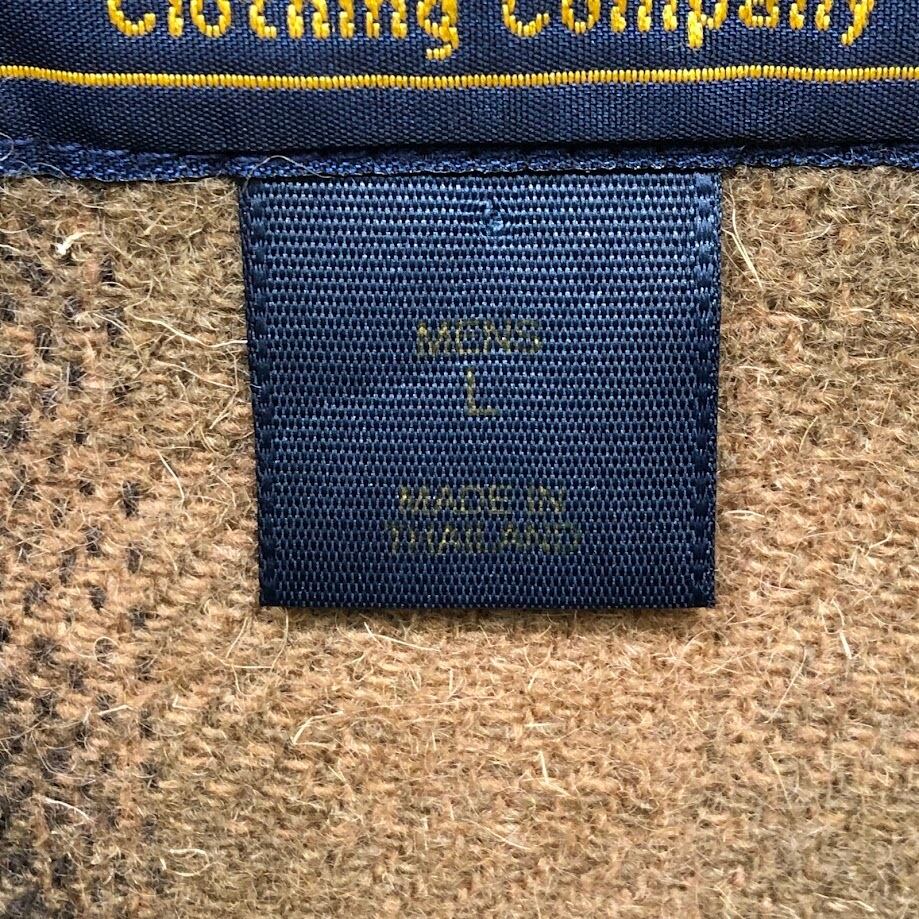 Clothing Company
MENS
L
MADE IN
THAILAND